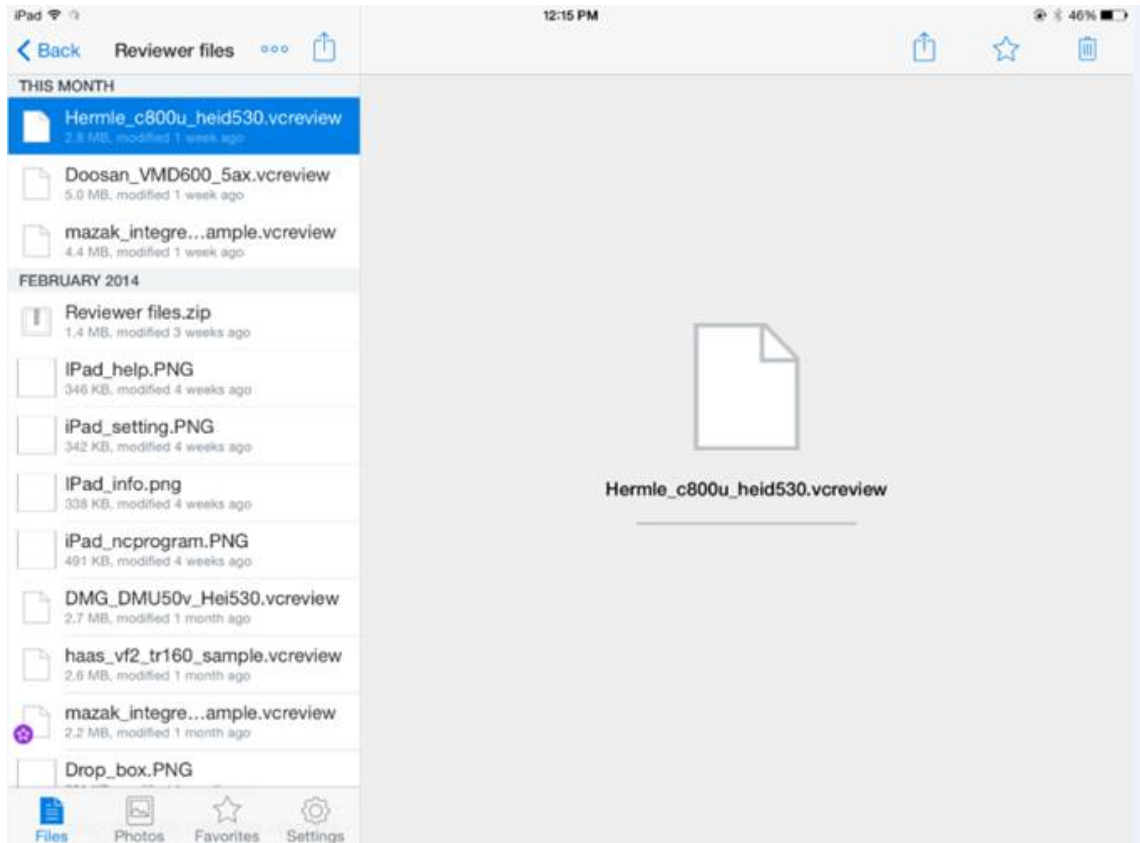 iPad 12:15 PM 46%
Back Reviewer files
THIS MONTH
Hermle_c800u_heid530.vcreview
2.8 MB, modified 1 week ago
Doosan_VMD600_5ax.vcreview
5.0 MB, modified 1 week ago
mazak_integre...ample.vcreview
4.4 MB, modified 1 week ago
FEBRUARY 2014
Reviewer files.zip
1.4 MB, modified 3 weeks ago
IPad_help.PNG
346 KB, modified 4 weeks ago
iPad_setting.PNG
342 KB, modified 4 weeks ago
IPad_info.png
338 KB, modified 4 weeks ago
iPad_ncprogram.PNG
491 KB, modified 4 weeks ago
DMG_DMU50v_Hei530.vcreview
2.7 MB, modified 1 month ago
haas_vf2_tr160_sample.vcreview
2.6 MB, modified 1 month ago
mazak_integre...ample.vcreview
2.2 MB, modified 1 month ago
Drop_box.PNG
Files Photos Favorites Settings
Hermle_c800u_heid530.vcreview